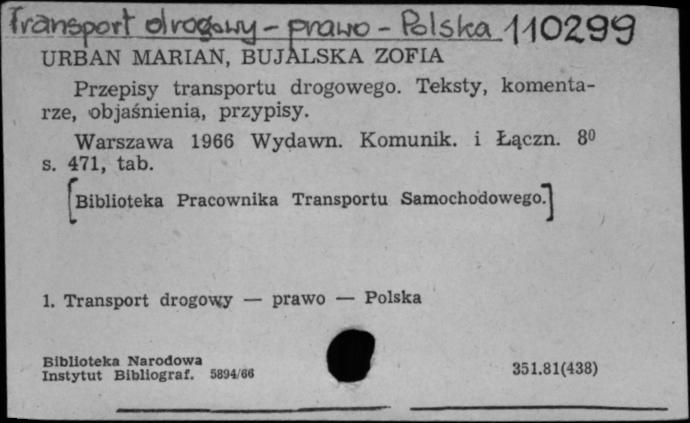 Transport drogowy - prawo - Polska 110299
URBAN MARIAN, BUJALSKA ZOFIA
Przepisy transportu drogowego. Teksty, komenta-
rze, objaśnienia, przypisy.
Warszawa 1966 Wydawn. Komunik. i Łączn. 8⁰
s. 471, tab.
[Biblioteka Pracownika Transportu Samochodowego.]
1. Transport drogowy — prawo — Polska
Biblioteka Narodowa
Instytut Bibliograf. 5894/66
351.81(438)